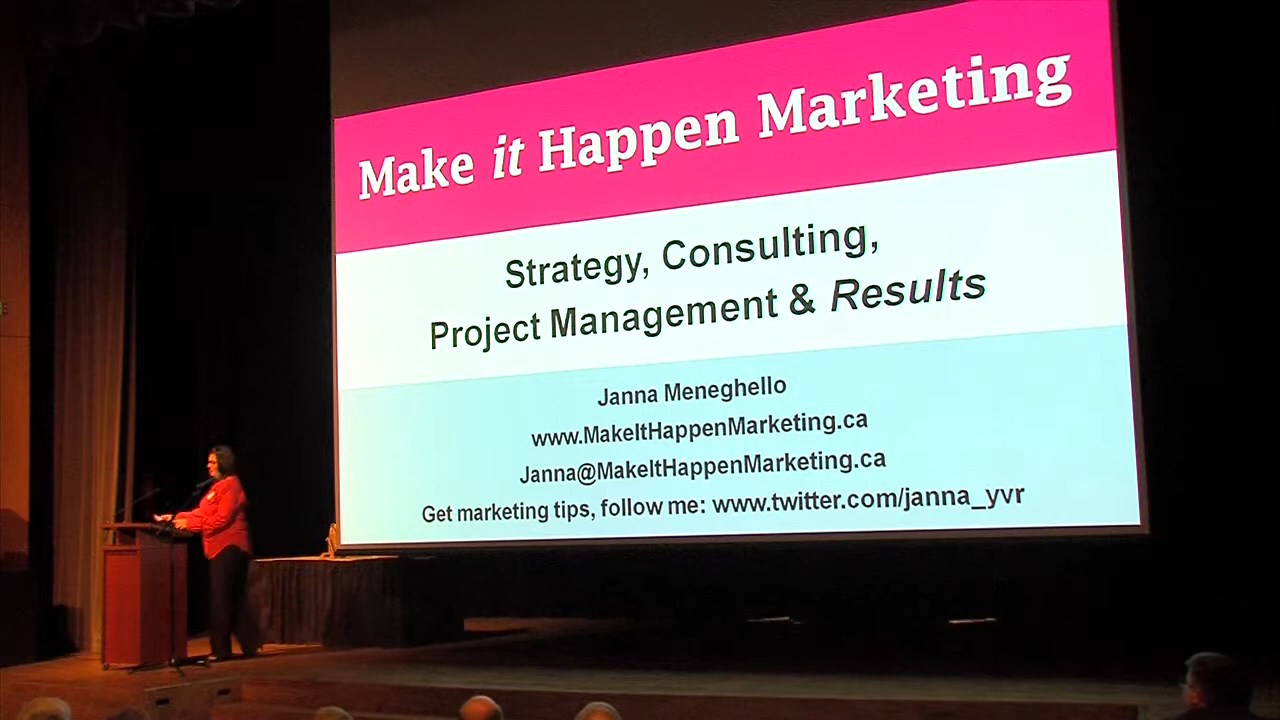 Make it Happen Marketing
Strategy, Consulting,
Project Management & Results
Janna Meneghello
www.MakeItHappenMarketing.ca
Janna@MakeItHappenMarketing.ca
Get marketing tips, follow me: www.twitter.com/janna_yvr